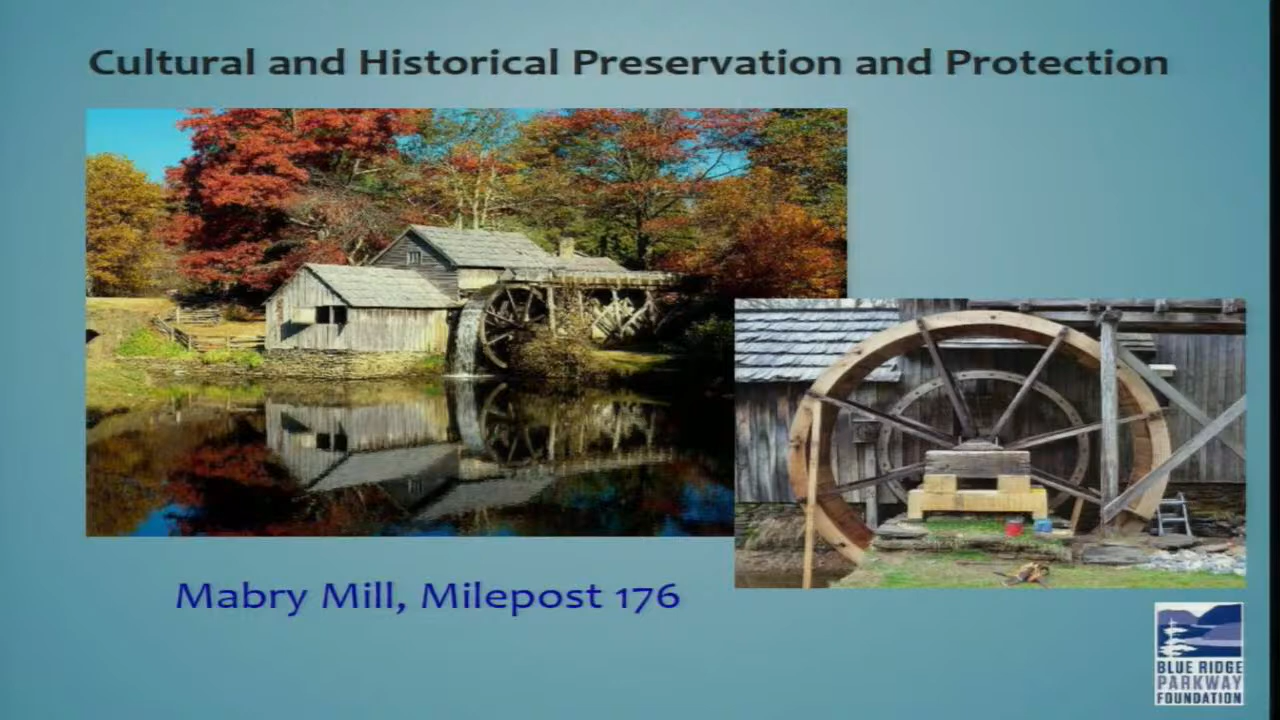 Cultural and Historical Preservation and Protection
Mabry Mill, Milepost 176
BLUE RIDGE
PARKWAY
FOUNDATION